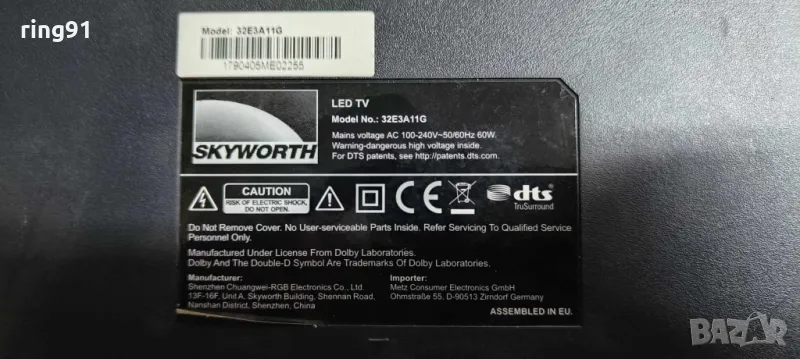 ring91
Model: 32E3A11G
1790405ME02255
SKYWORTH
LED TV
Model No.: 32E3A11G
Mains voltage AC 100-240V~50/60Hz 60W.
Warning-dangerous high voltage inside.
For DTS patents, see http://patents.dts.com.
CAUTION
RISK OF ELECTRIC SHOCK,
DO NOT OPEN.
CE
dts
TruSurround
Do Not Remove Cover. No User-serviceable Parts Inside. Refer Servicing To Qualified Service
Personnel Only.
Manufactured Under License From Dolby Laboratories.
Dolby And The Double-D Symbol Are Trademarks Of Dolby Laboratories.
Manufacturer:
Shenzhen Chuangwei-RGB Electronics Co., Ltd.
13F-16F, Unit A, Skyworth Building, Shennan Road,
Nanshan District, Shenzhen, China
Importer:
Metz Consumer Electronics GmbH
Ohmstraße 55, D-90513 Zirndorf Germany
ASSEMBLED IN EU.
BAZAR
bg